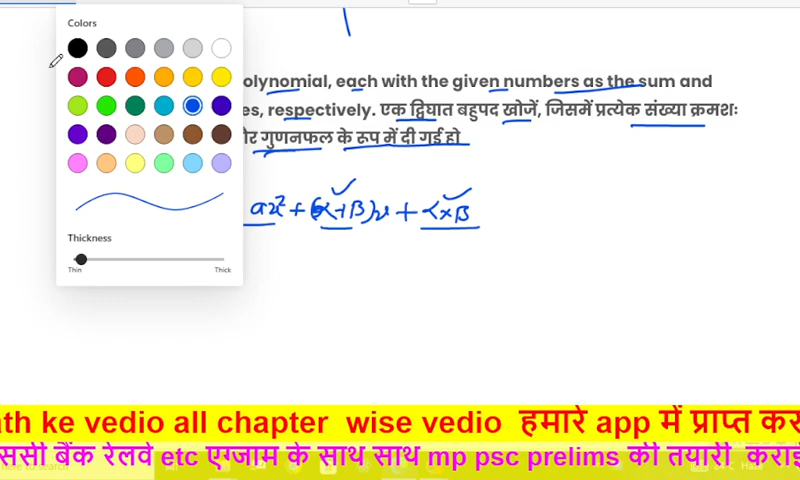 Colors
olynomial, each with the given numbers as the sum and
es, respectively. एक द्विघात बहुपद खोजें, जिसमें प्रत्येक संख्या क्रमशः
र गुणनफल के रूप में दी गई हो
ax² + (α+β)x + α×β
Thickness
Thin Thick
ath ke vedio all chapter wise vedio हमारे app में प्राप्त कर
ससी बैंक रेलवे etc एग्जाम के साथ साथ mp psc prelims की तयारी कराई